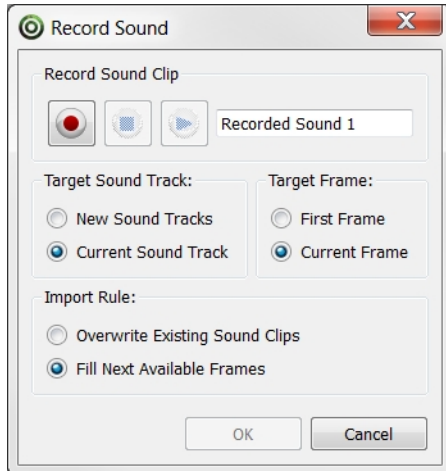 Record Sound
Record Sound Clip
Recorded Sound 1
Target Sound Track:
New Sound Tracks
Current Sound Track
Target Frame:
First Frame
Current Frame
Import Rule:
Overwrite Existing Sound Clips
Fill Next Available Frames
OK
Cancel